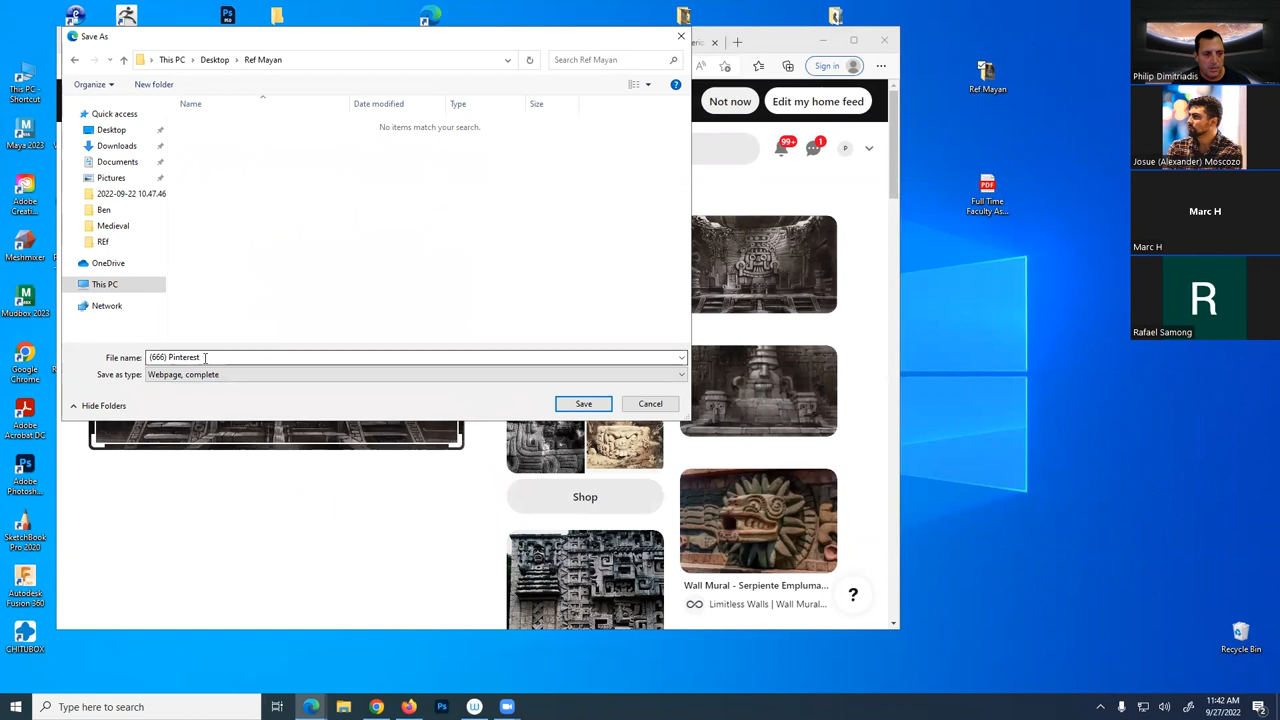 Save As
This PC > Desktop > Ref Mayan
Search Ref Mayan
Organize
New folder
Name
Date modified
Type
Size
No items match your search.
Quick access
Desktop
Downloads
Documents
Pictures
2022-09-22 10.47.46
Ben
Medieval
REf
OneDrive
This PC
Network
File name:
(666) Pinterest
Save as type:
Webpage, complete
Hide Folders
Save
Cancel
Sign in
Not now
Edit my home feed
99+
1
P
Shop
Wall Mural - Serpiente Empluma...
Limitless Walls | Wall Mural...
?
This PC - Shortcut
Maya 2023
Adobe Creati...
Meshmixer
Mudbox 2023
Google Chrome
Adobe Acrobat DC
Adobe Photosh...
SketchBook Pro 2020
Autodesk Fusion 360
CHITUBOX
Ref Mayan
PDF
Full Time Faculty As...
Recycle Bin
Philip Dimitriadis
Josue (Alexander) Moscozo
Marc H
Marc H
R
Rafael Samong
Type here to search
11:42 AM
9/27/2022
2